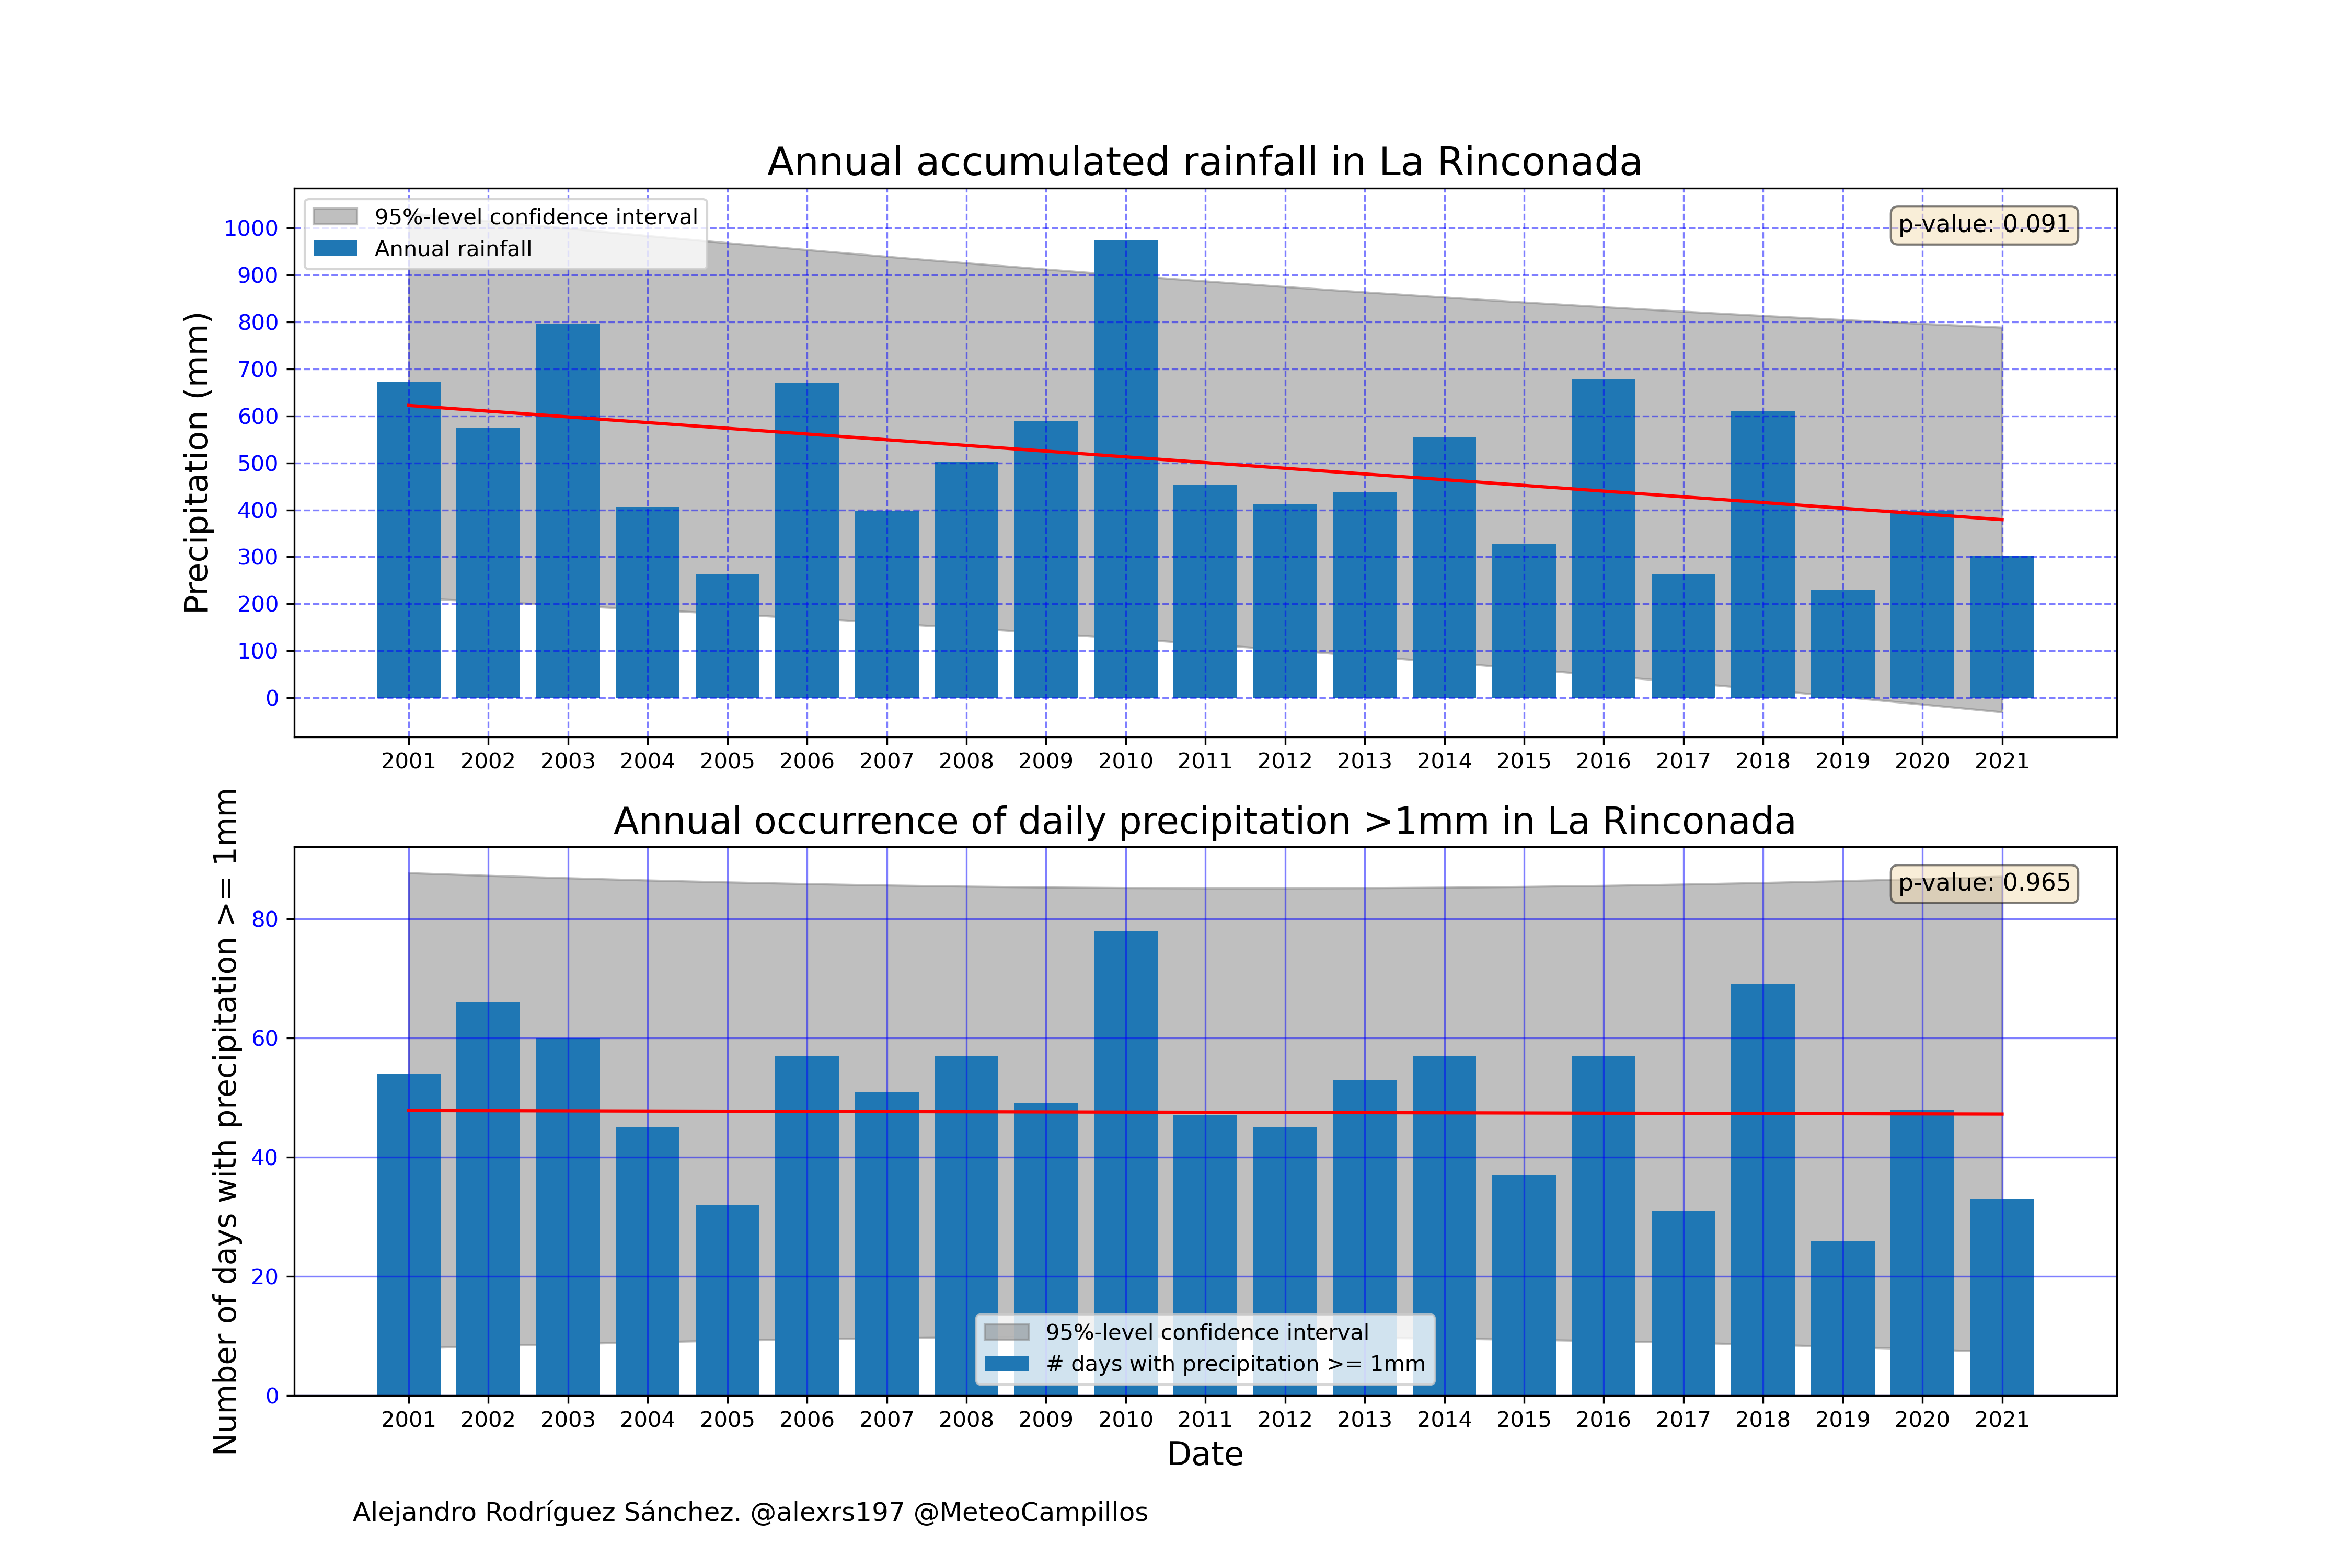 Annual accumulated rainfall in La Rinconada
95%-level confidence interval
Annual rainfall
p-value: 0.091
Precipitation (mm)
1000
900
800
700
600
500
400
300
200
100
0
2001 2002 2003 2004 2005 2006 2007 2008 2009 2010 2011 2012 2013 2014 2015 2016 2017 2018 2019 2020 2021
Annual occurrence of daily precipitation >1mm in La Rinconada
p-value: 0.965
Number of days with precipitation >= 1mm
80
60
40
20
0
95%-level confidence interval
# days with precipitation >= 1mm
2001 2002 2003 2004 2005 2006 2007 2008 2009 2010 2011 2012 2013 2014 2015 2016 2017 2018 2019 2020 2021
Date
Alejandro Rodríguez Sánchez. @alexrs197 @MeteoCampillos